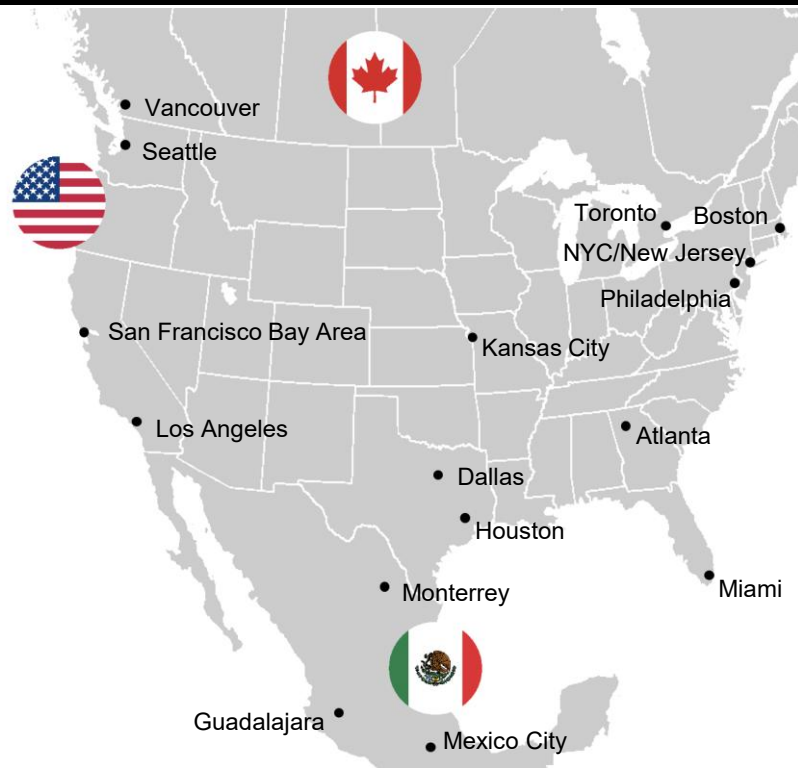 Vancouver
Seattle
Toronto
Boston
NYC/New Jersey
Philadelphia
San Francisco Bay Area
Kansas City
Los Angeles
Atlanta
Dallas
Houston
Monterrey
Miami
Guadalajara
Mexico City